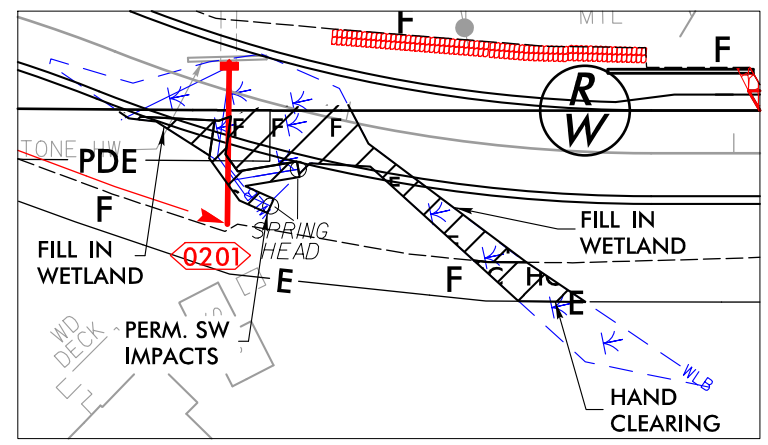 F
MTL
F
R
W
F
F
F
TONE HW
PDE
F
F
SPRING
HEAD
FILL IN
WETLAND
FILL IN
WETLAND
0201
E
F
C
HC
E
PERM. SW
IMPACTS
WD
DECK
WLB
HAND
CLEARING